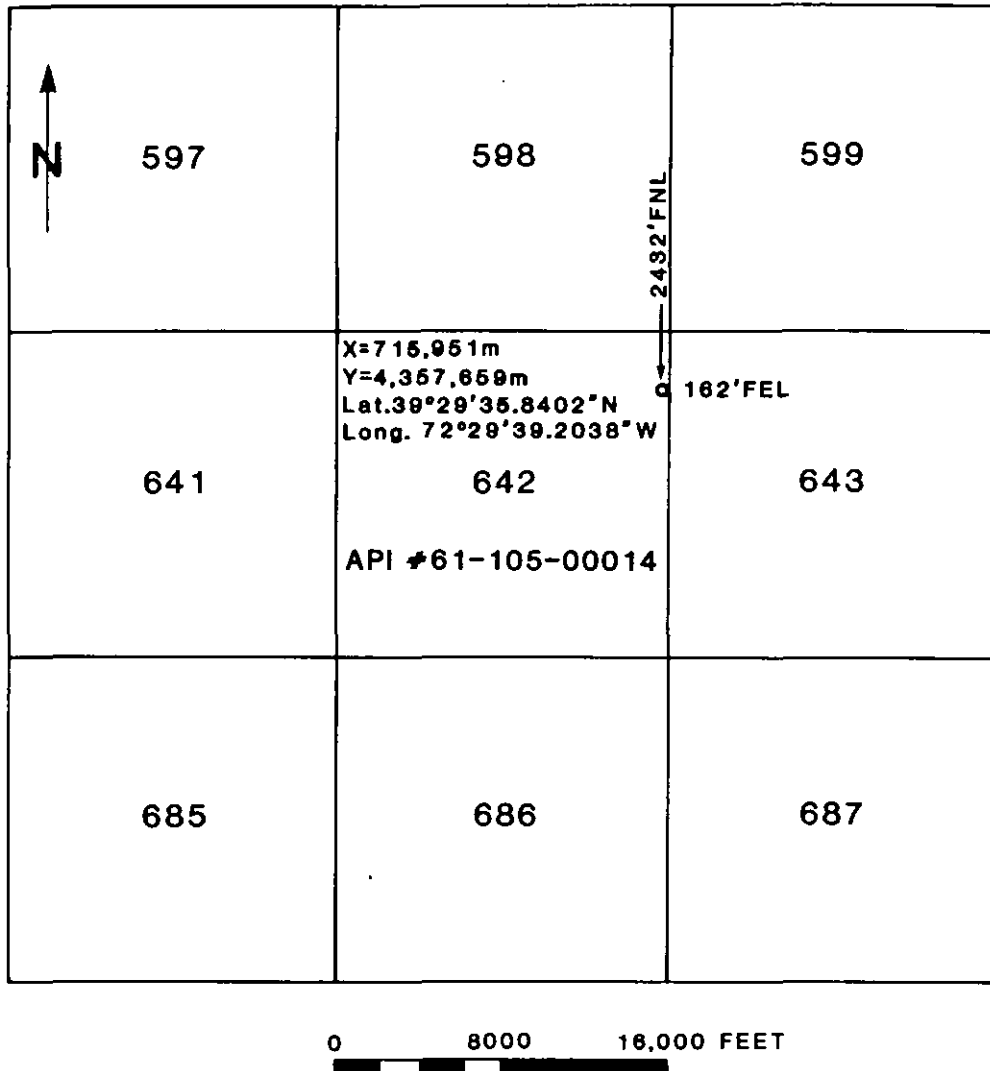 N
597
598
599
2432'FNL
X=715,951m
Y=4,357,659m
Lat.39°29'35.8402"N
Long. 72°29'39.2038"W
162'FEL
641
642
643
API #61-105-00014
685
686
687
0 8000 16,000 FEET